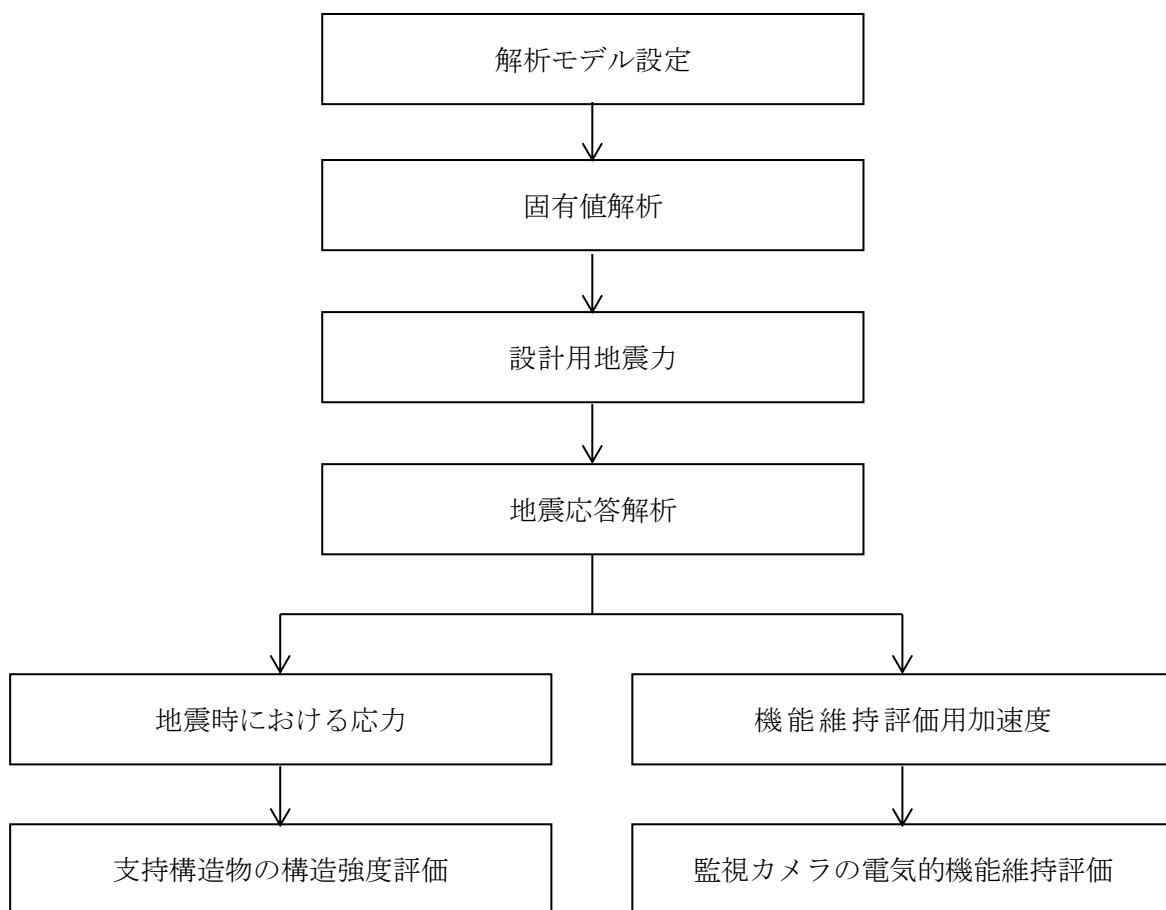 解析モデル設定
固有値解析
設計用地震力
地震応答解析
地震時における応力
機能維持評価用加速度
支持構造物の構造強度評価
監視カメラの電気的機能維持評価